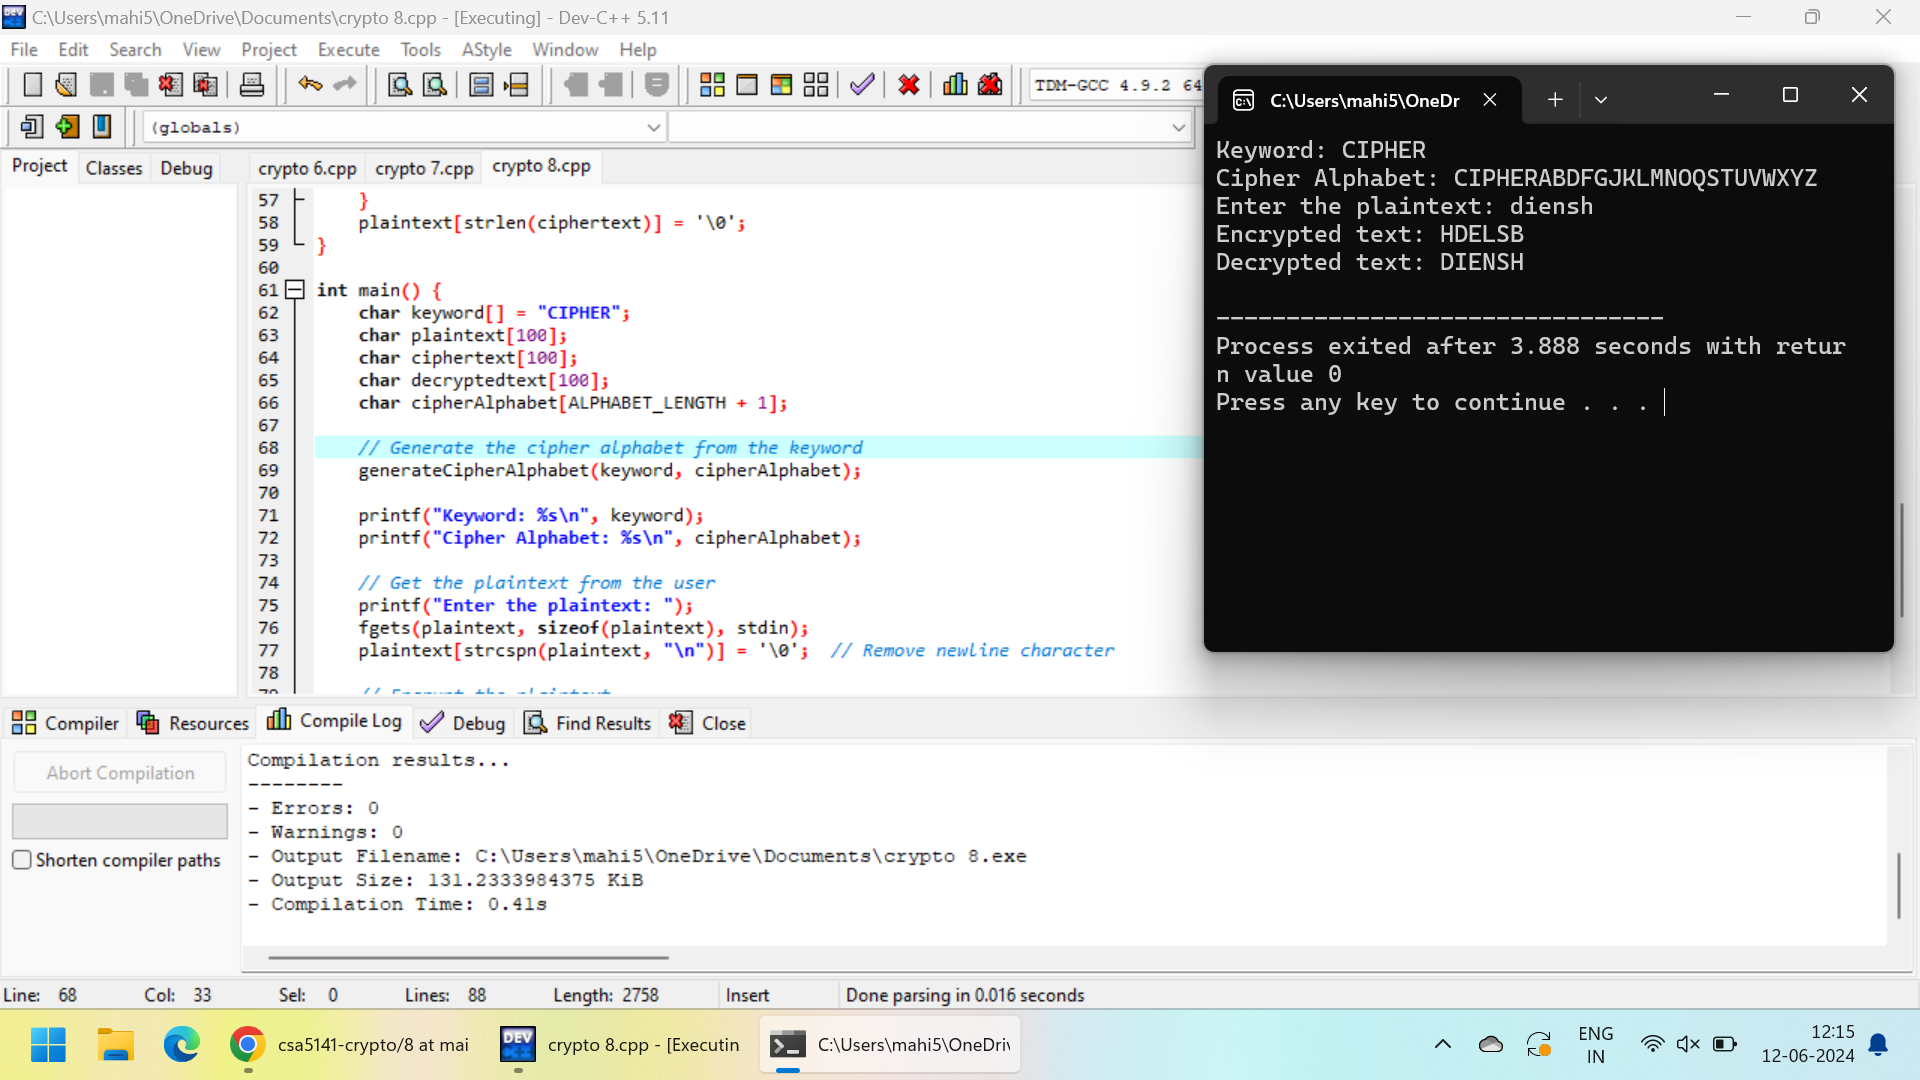 C:\Users\mahi5\OneDrive\Documents\crypto 8.cpp - [Executing] - Dev-C++ 5.11
File Edit Search View Project Execute Tools AStyle Window Help
TDM-GCC 4.9.2 64
(globals)
Project Classes Debug
crypto 6.cpp crypto 7.cpp crypto 8.cpp
57 }
58 plaintext[strlen(ciphertext)] = '\0';
59 }
60
61 int main() {
62 char keyword[] = "CIPHER";
63 char plaintext[100];
64 char ciphertext[100];
65 char decryptedtext[100];
66 char cipherAlphabet[ALPHABET_LENGTH + 1];
67
68 // Generate the cipher alphabet from the keyword
69 generateCipherAlphabet(keyword, cipherAlphabet);
70
71 printf("Keyword: %s\n", keyword);
72 printf("Cipher Alphabet: %s\n", cipherAlphabet);
73
74 // Get the plaintext from the user
75 printf("Enter the plaintext: ");
76 fgets(plaintext, sizeof(plaintext), stdin);
77 plaintext[strcspn(plaintext, "\n")] = '\0'; // Remove newline character
78
79 // Encrypt the plaintext
C:\Users\mahi5\OneDr
Keyword: CIPHER
Cipher Alphabet: CIPHERABDFGJKLMNOQSTUVWXYZ
Enter the plaintext: diensh
Encrypted text: HDELSB
Decrypted text: DIENSH
--------------------------------
Process exited after 3.888 seconds with retur
n value 0
Press any key to continue . . .
Compiler Resources Compile Log Debug Find Results Close
Abort Compilation
Shorten compiler paths
Compilation results...
--------
- Errors: 0
- Warnings: 0
- Output Filename: C:\Users\mahi5\OneDrive\Documents\crypto 8.exe
- Output Size: 131.2333984375 KiB
- Compilation Time: 0.41s
Line: 68 Col: 33 Sel: 0 Lines: 88 Length: 2758 Insert Done parsing in 0.016 seconds
csa5141-crypto/8 at mai
DEV
crypto 8.cpp - [Executin
C:\Users\mahi5\OneDriv
ENG
IN
12:15
12-06-2024